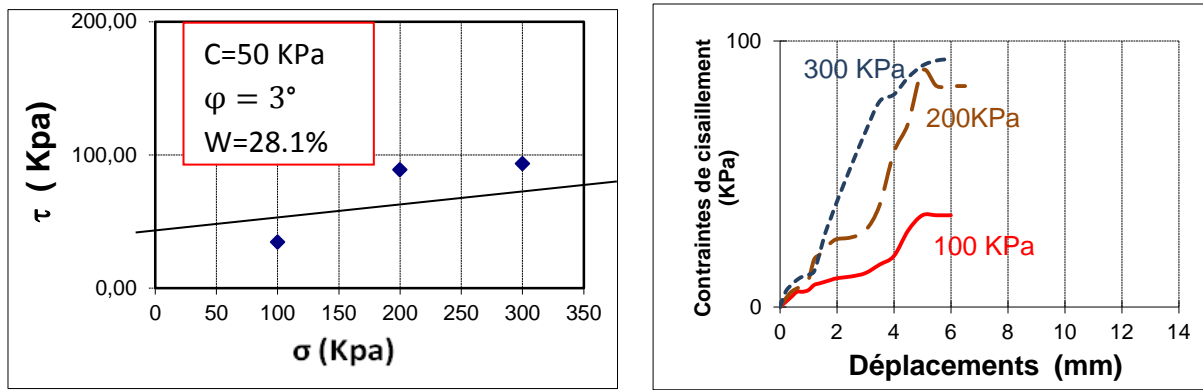 200,00
C=50 KPa
φ = 3°
W=28.1%
100,00
0,00
τ ( Kpa)
0 50 100 150 200 250 300 350
σ (Kpa)
100
300 KPa
200KPa
100 KPa
0
Contraintes de cisaillement
(KPa)
0 2 4 6 8 10 12 14
Déplacements (mm)